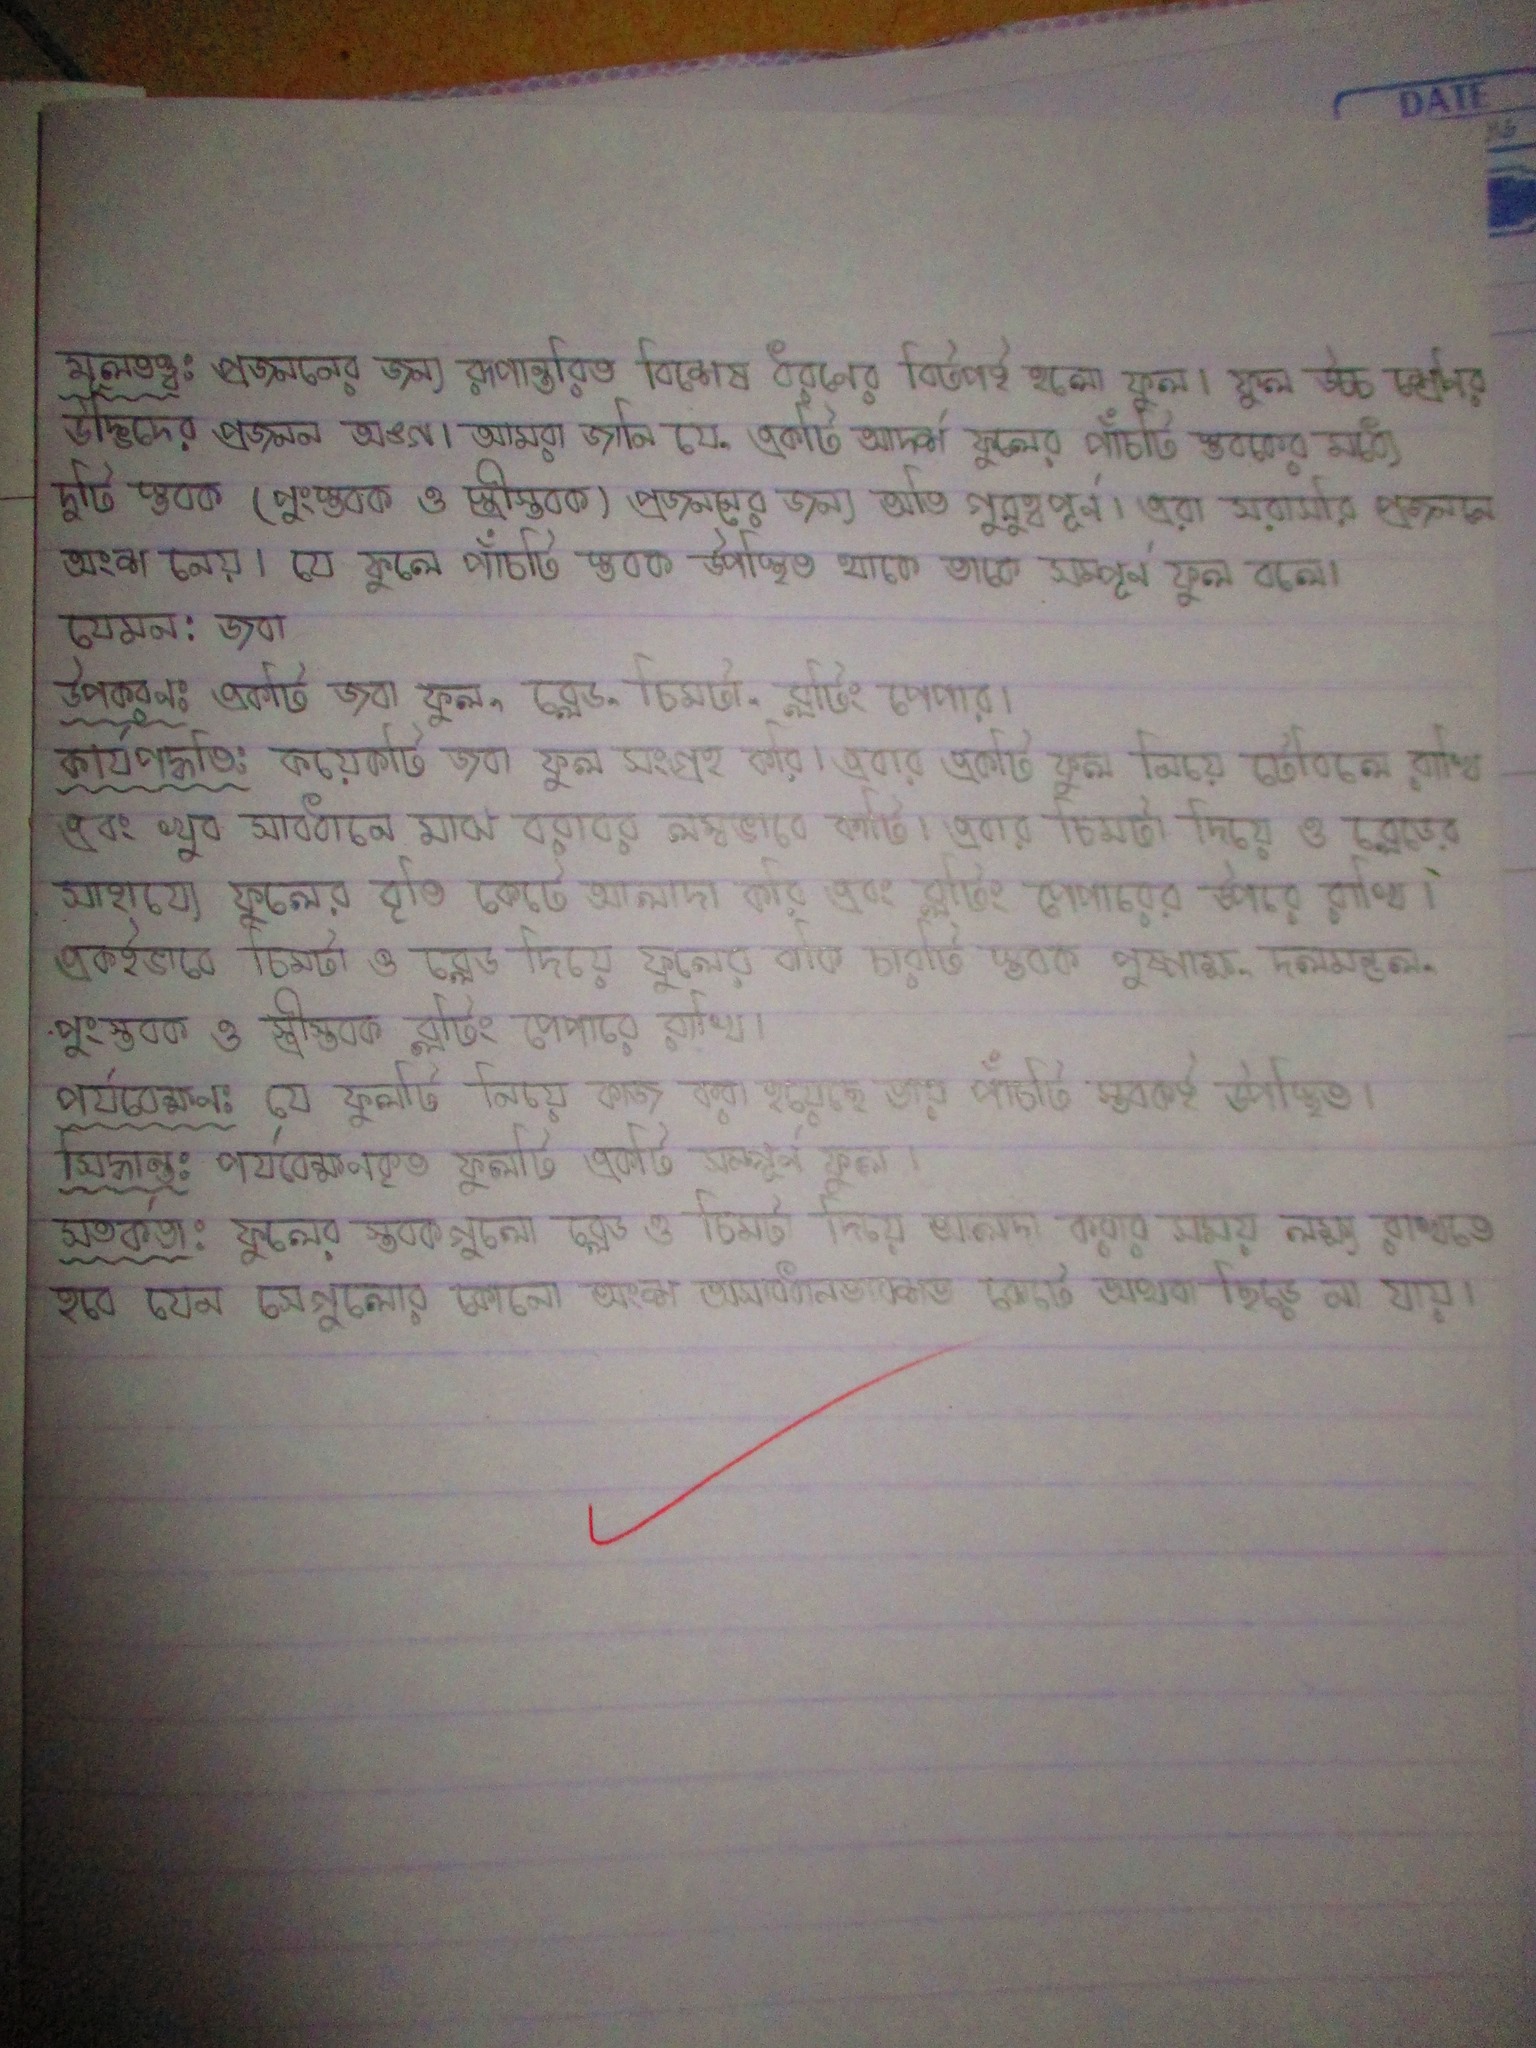 DATE
মূলতত্ত্ব: প্রজননের জন্য রূপান্তরিত বিশেষ ধরণের বিটপই হলো ফুল। ফুল উচ্চ শ্রেণির
উদ্ভিদের প্রজনন অঙ্গ। আমরা জানি যে, একটি আদর্শ ফুলের পাঁচটি স্তবকের মধ্যে
দুটি স্তবক (পুংস্তবক ও স্ত্রীস্তবক) প্রজননের জন্য অতি গুরুত্বপূর্ণ। এরা সরাসরি প্রজননে
অংশ নেয়। যে ফুলে পাঁচটি স্তবক উপস্থিত থাকে তাকে সম্পূর্ণ ফুল বলে।
যেমন: জবা
উপকরণ: একটি জবা ফুল, ব্লেড, চিমটা, ব্লটিং পেপার।
কার্যপদ্ধতি: কয়েকটি জবা ফুল সংগ্রহ করি। এবার একটি ফুল নিয়ে টেবিলে রাখি
এবং খুব সাবধানে মাঝ বরাবর লম্বভাবে কাটি। এবার চিমটা দিয়ে ও ব্লেডের
সাহায্যে ফুলের বৃতি কেটে আলাদা করি এবং ব্লটিং পেপারের উপরে রাখি।
একইভাবে চিমটা ও ব্লেড দিয়ে ফুলের বাকি চারটি স্তবক পুষ্পাক্ষ, দলমন্ডল,
পুংস্তবক ও স্ত্রীস্তবক ব্লটিং পেপারে রাখি।
পর্যবেক্ষণ: যে ফুলটি নিয়ে কাজ করা হয়েছে তার পাঁচটি স্তবকই উপস্থিত।
সিদ্ধান্ত: পর্যবেক্ষণকৃত ফুলটি একটি সম্পূর্ণ ফুল।
সতর্কতা: ফুলের স্তবকগুলো ব্লেড ও চিমটা দিয়ে আলাদা করার সময় লক্ষ্য রাখতে
হবে যেন সেগুলোর কোনো অংশ কেটে অথবা ছিড়ে না যায়।